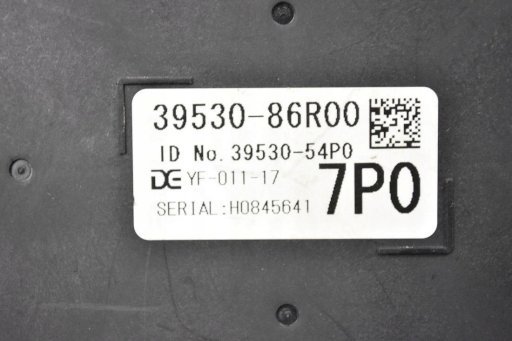 39530-86R00
ID No. 39530-54P0
DE YF-011-17
7P0
SERIAL:H0845641